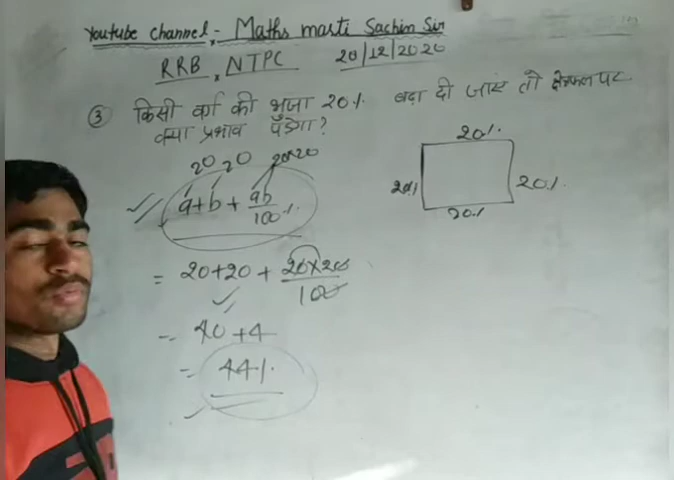 Youtube channel:- Maths masti Sachin Sir
RRB, NTPC 20/12/2020
③ किसी वर्ग की भुजा 20% बढ़ा दी जाए तो क्षेत्रफल पर
क्या प्रभाव पड़ेगा?
20 20 20×20
a+b + ab/100 %
= 20+20 + 20×20/100
= 40+4
= 44%
20%
20% 20%
20%